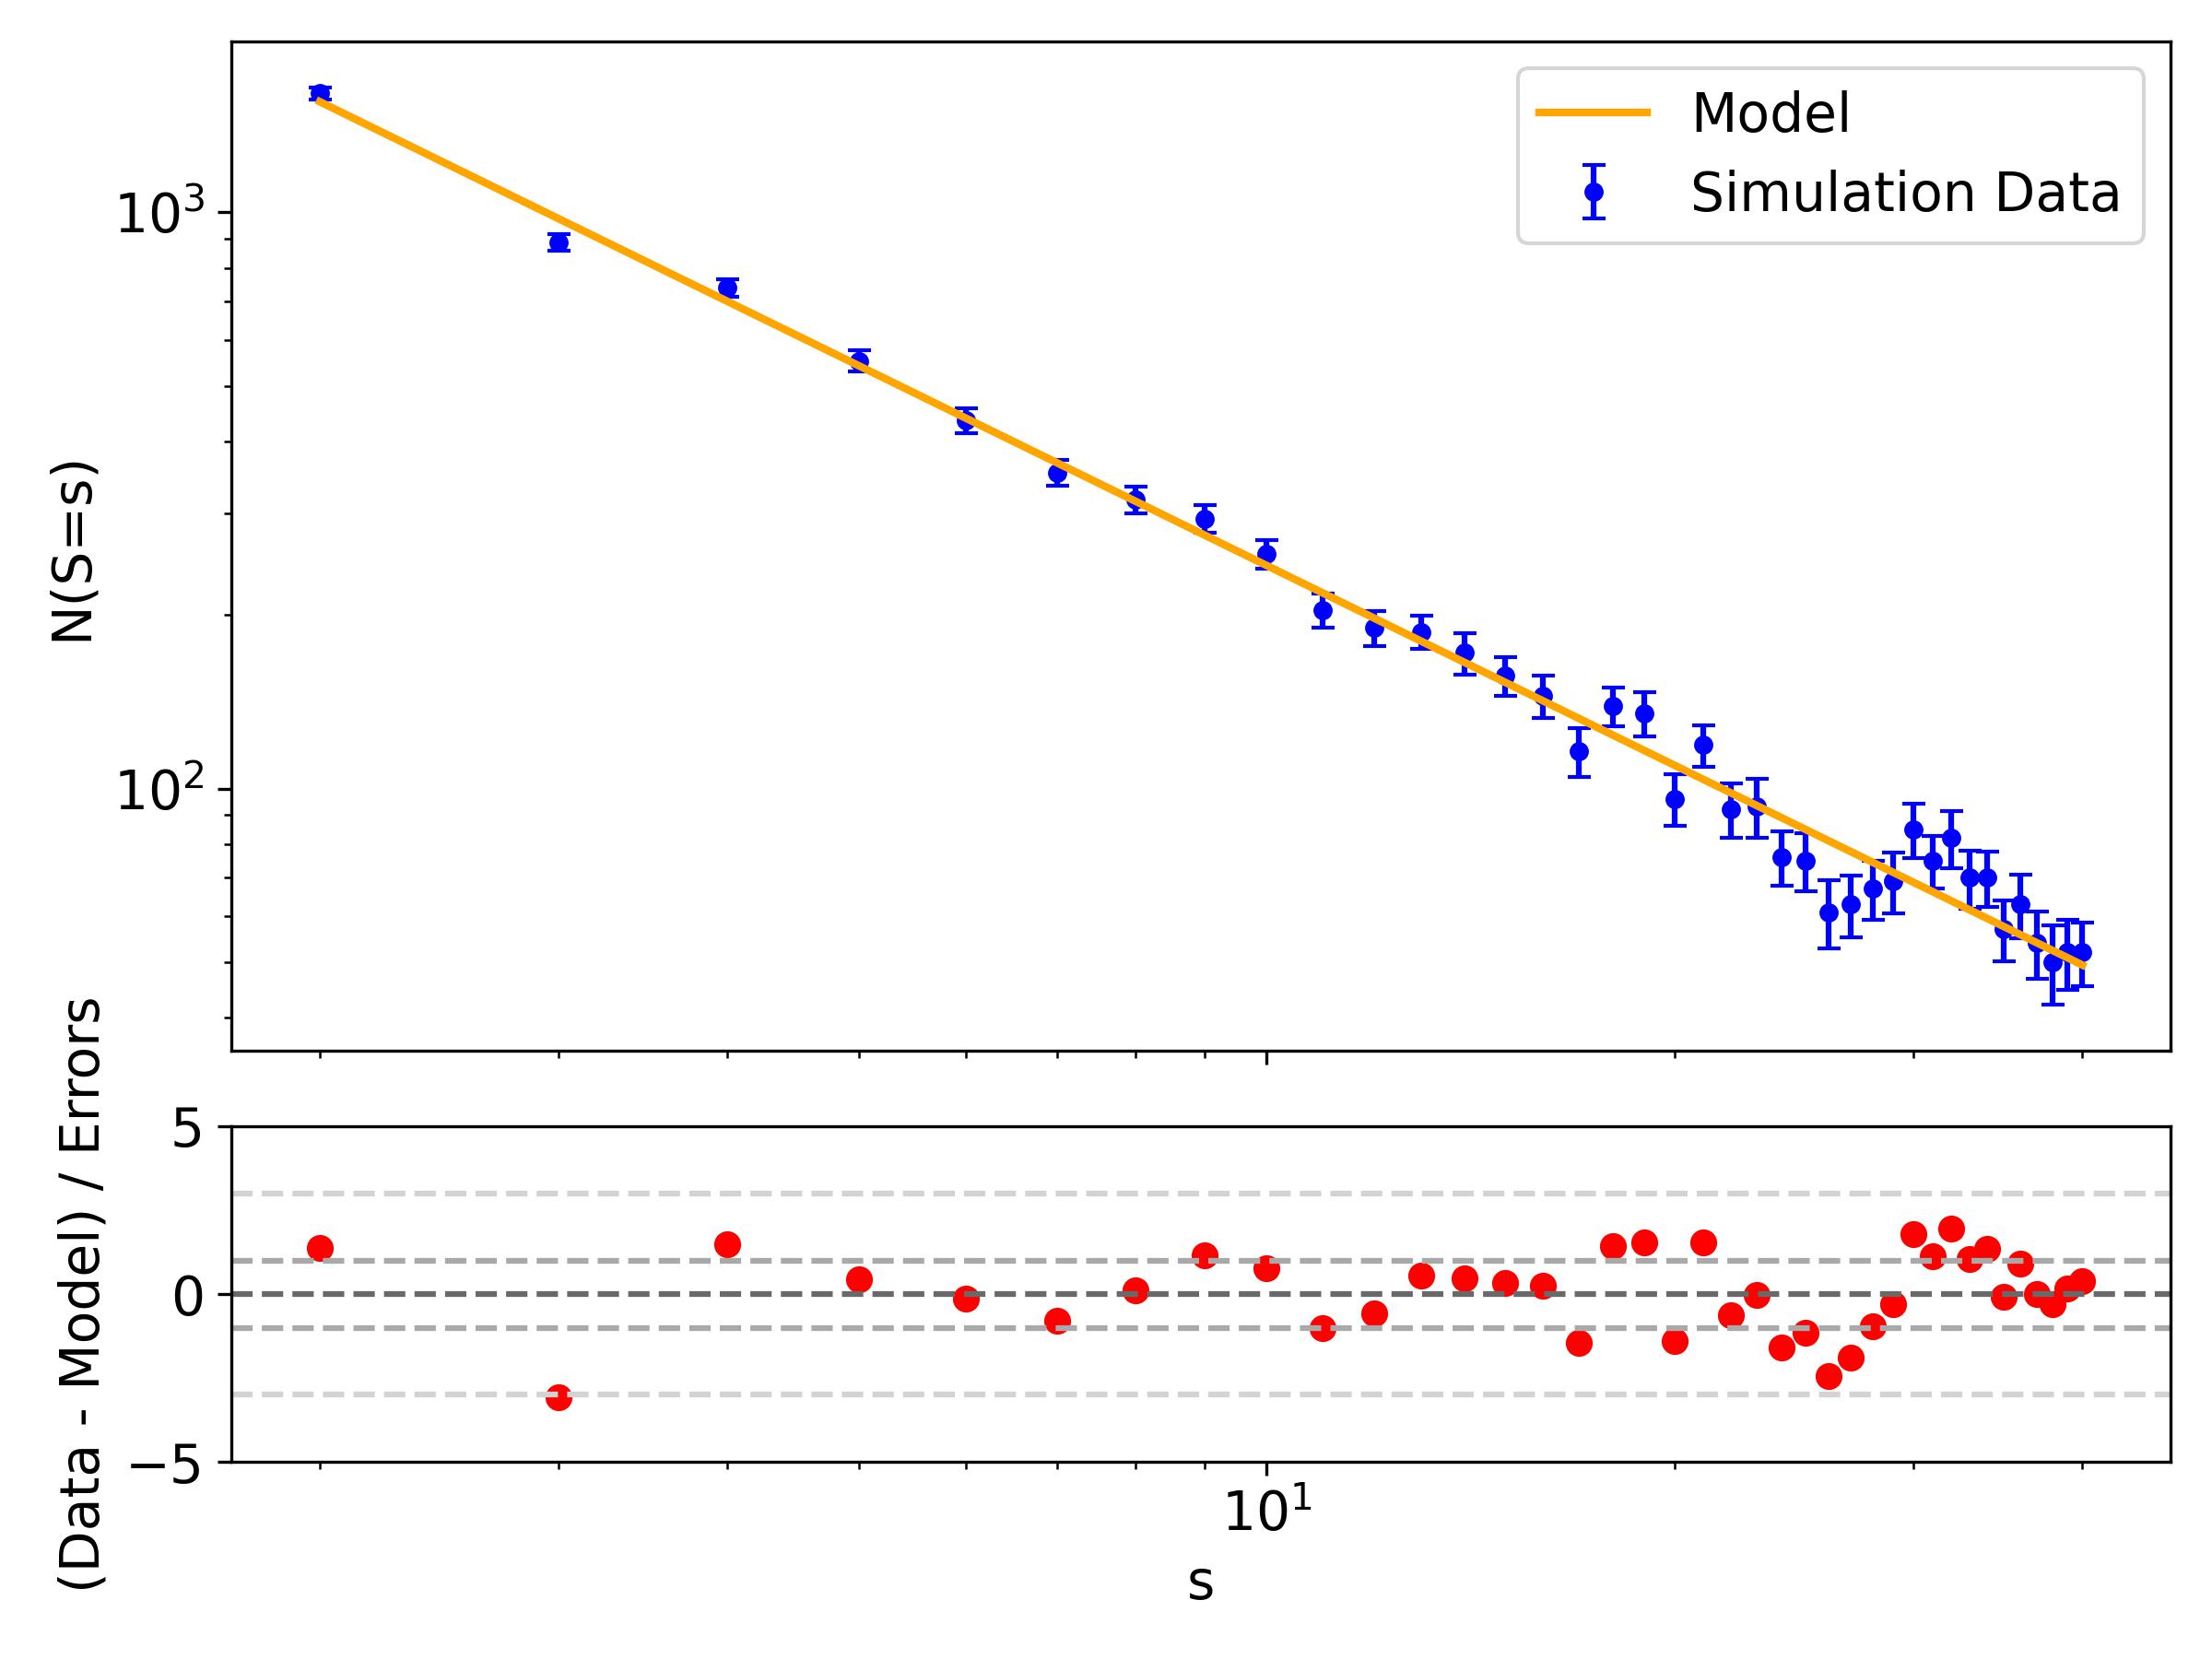 Model
Simulation Data
10³
10²
N(S=s)
5
0
−5
(Data - Model) / Errors
10¹
s